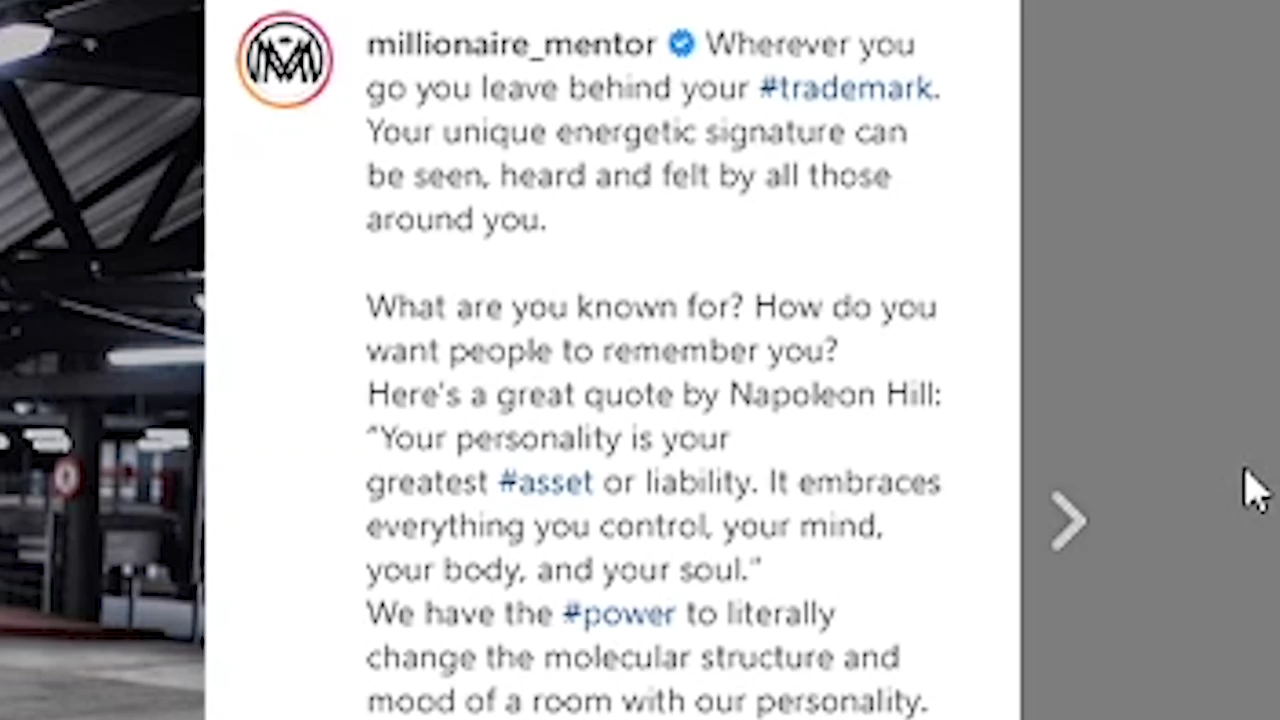 millionaire_mentor Wherever you
go you leave behind your #trademark.
Your unique energetic signature can
be seen, heard and felt by all those
around you.
What are you known for? How do you
want people to remember you?
Here's a great quote by Napoleon Hill:
"Your personality is your
greatest #asset or liability. It embraces
everything you control, your mind,
your body, and your soul."
We have the #power to literally
change the molecular structure and
mood of a room with our personality.